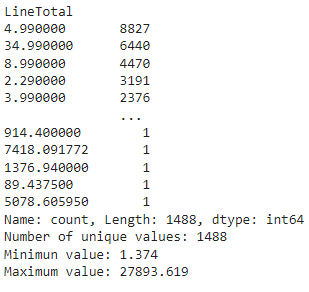 LineTotal
4.990000 8827
34.990000 6440
8.990000 4470
2.290000 3191
3.990000 2376
...
914.400000 1
7418.091772 1
1376.940000 1
89.437500 1
5078.605950 1
Name: count, Length: 1488, dtype: int64
Number of unique values: 1488
Minimun value: 1.374
Maximum value: 27893.619